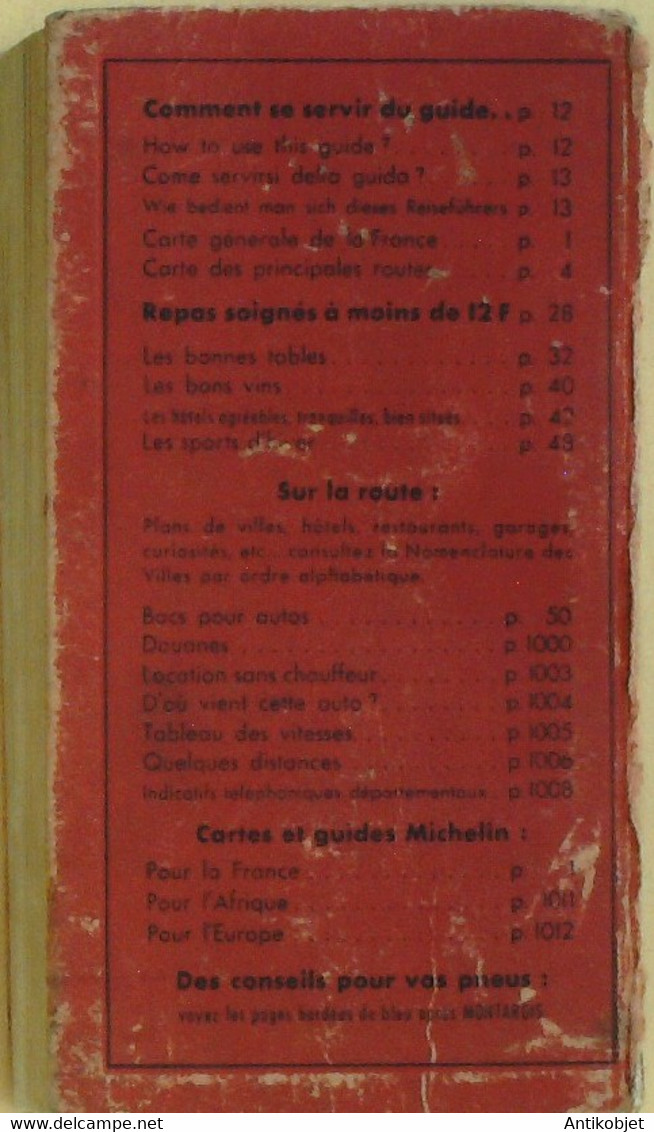 Comment se servir du guide.. p. 12
How to use this guide ? . . . . . . . p. 12
Come servirsi della guida ? . . . . . p. 13
Wie bedient man sich dieses Reiseführers p. 13
Carte générale de la France . . . . p. 1
Carte des principales routes . . . . p. 4
Repas soignés à moins de 12 F p. 28
Les bonnes tables . . . . . . . . . . p. 32
Les bons vins . . . . . . . . . . . . p. 40
Les hôtels agréables, tranquilles, bien situés . . p. 42
Les sports d'hiver . . . . . . . . . p. 48
Sur la route :
Plans de villes, hôtels, restaurants, garages,
curiosités, etc... consultez la Nomenclature des
Villes par ordre alphabétique.
Bacs pour autos . . . . . . . . . . . p. 50
Douanes . . . . . . . . . . . . . . . p. 1000
Location sans chauffeur . . . . . . . p. 1003
D'où vient cette auto ? . . . . . . . p. 1004
Tableau des vitesses . . . . . . . . p. 1005
Quelques distances . . . . . . . . . p. 1006
Indicatifs téléphoniques départementaux . p. 1008
Cartes et guides Michelin :
Pour la France . . . . . . . . . . . p. 1
Pour l'Afrique . . . . . . . . . . . p. 1011
Pour l'Europe . . . . . . . . . . . . p. 1012
Des conseils pour vos pneus :
voyez les pages bordées de bleu après MONTARGIS
Delcampe.net
Antikobjet